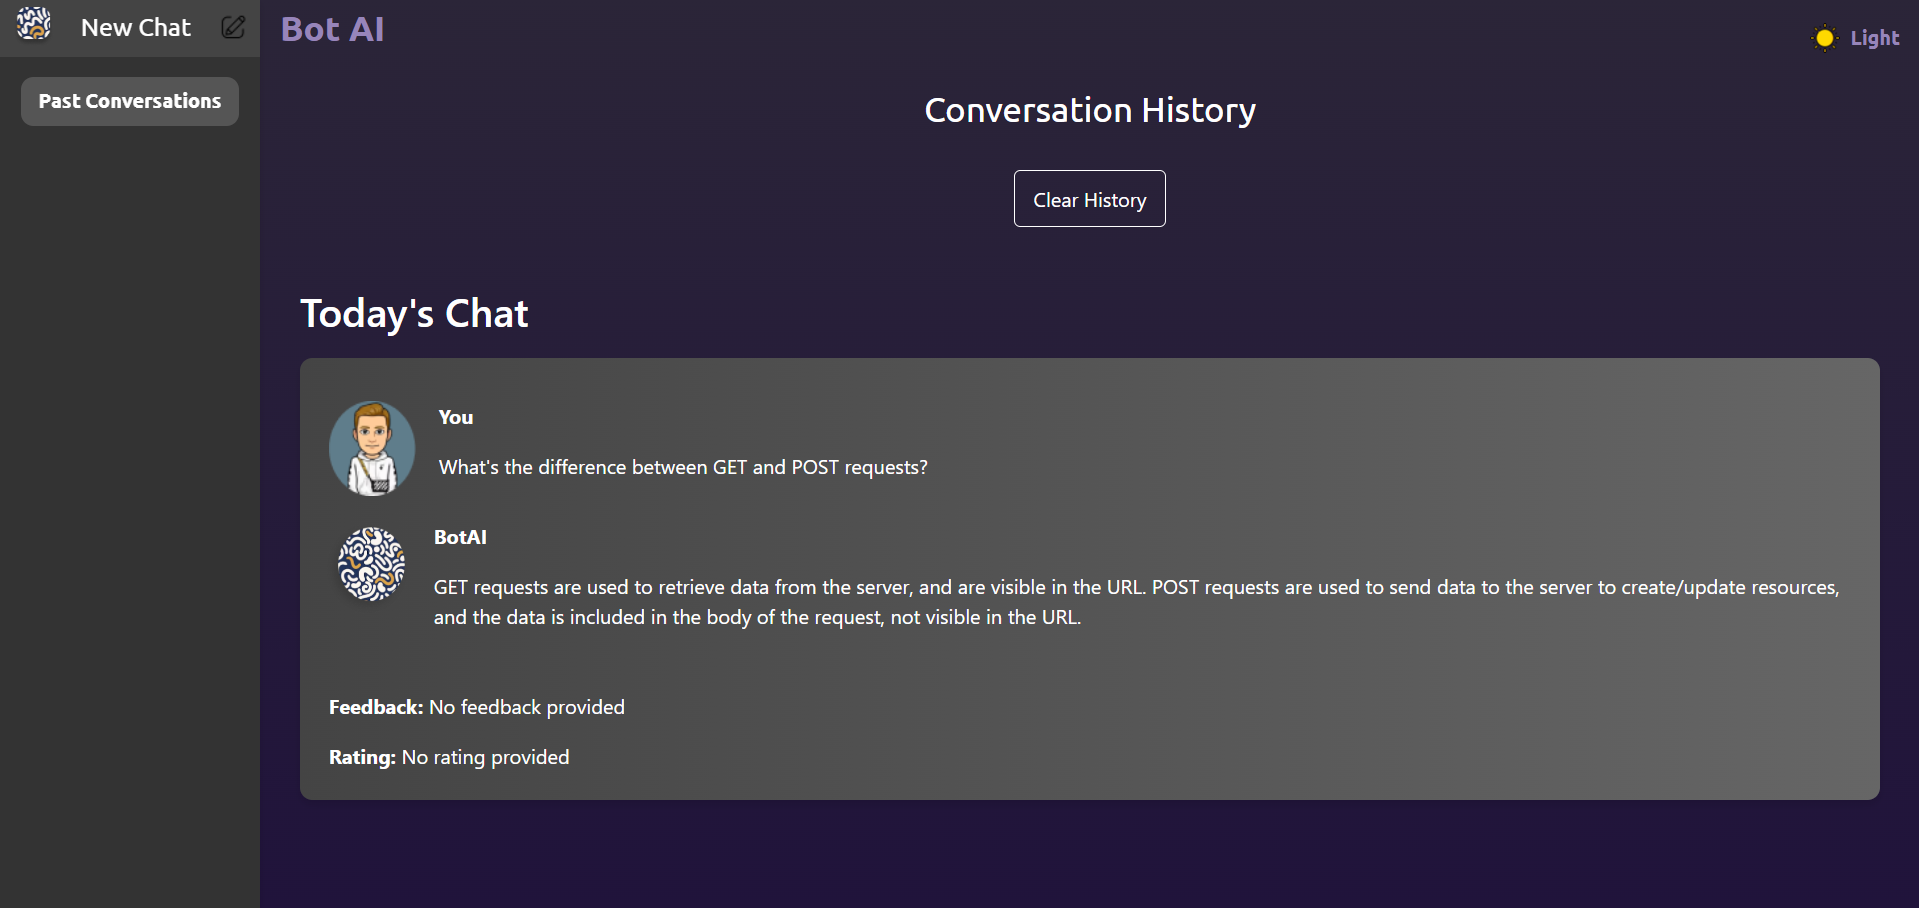 New Chat
Past Conversations
Bot AI
Light
Conversation History
Clear History
Today's Chat
You
What's the difference between GET and POST requests?
BotAI
GET requests are used to retrieve data from the server, and are visible in the URL. POST requests are used to send data to the server to create/update resources,
and the data is included in the body of the request, not visible in the URL.
Feedback: No feedback provided
Rating: No rating provided